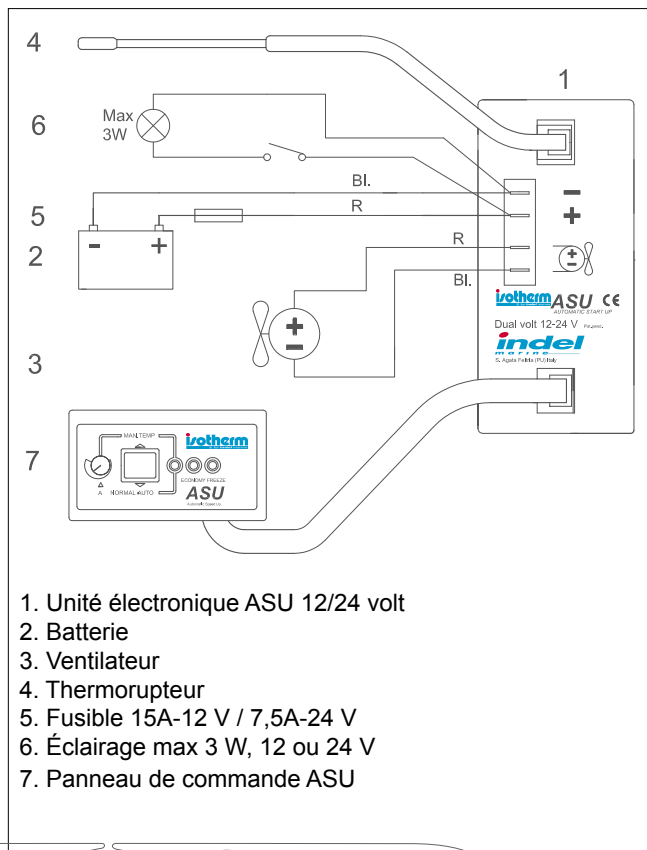 4
1
6
Max
3W
Bl.
5
R
+
2
- +
R
Bl.
+
isotherm ASU CE
AUTOMATIC START UP
Dual volt 12-24 V
indel
marine
S. Agata Feltria (PU) Italy
3
7
MAN.TEMP
isotherm
A
NORMAL AUTO
ECONOMY FREEZE
ASU
Automatic Speed Up
1. Unité électronique ASU 12/24 volt
2. Batterie
3. Ventilateur
4. Thermorupteur
5. Fusible 15A-12 V / 7,5A-24 V
6. Éclairage max 3 W, 12 ou 24 V
7. Panneau de commande ASU